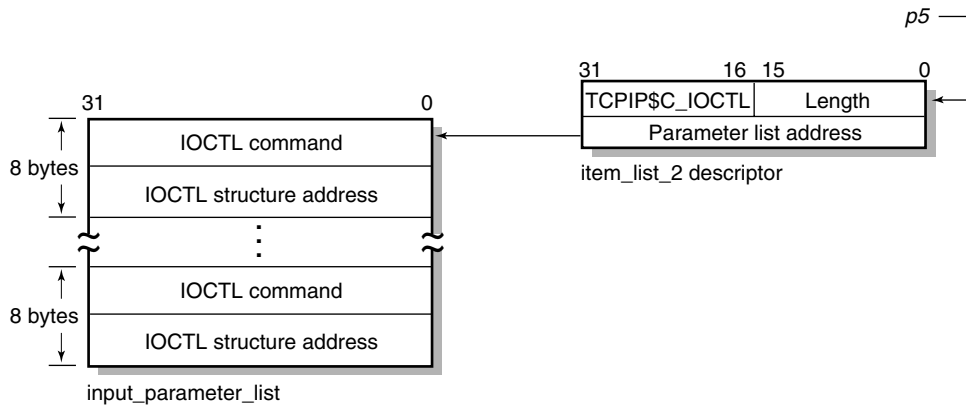 p5
31 16 15 0
TCPIP$C_IOCTL Length
Parameter list address
item_list_2 descriptor
31 0
8 bytes
IOCTL command
IOCTL structure address
8 bytes
IOCTL command
IOCTL structure address
input_parameter_list